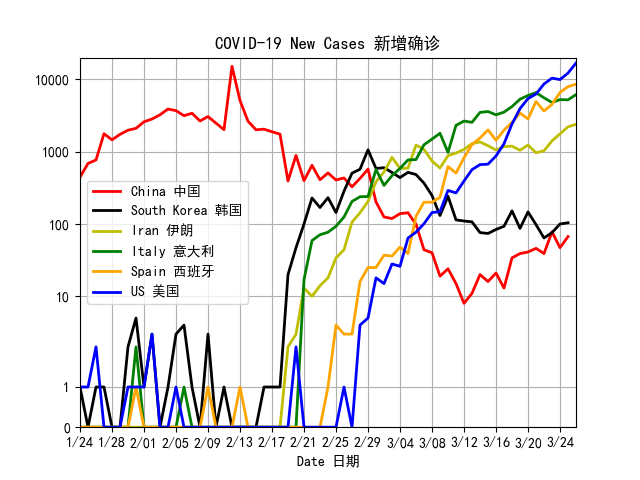 COVID-19 New Cases 新增确诊
10000
1000
100
10
1
0
China 中国
South Korea 韩国
Iran 伊朗
Italy 意大利
Spain 西班牙
US 美国
1/24 1/28 2/01 2/05 2/09 2/13 2/17 2/21 2/25 2/29 3/04 3/08 3/12 3/16 3/20 3/24
Date 日期